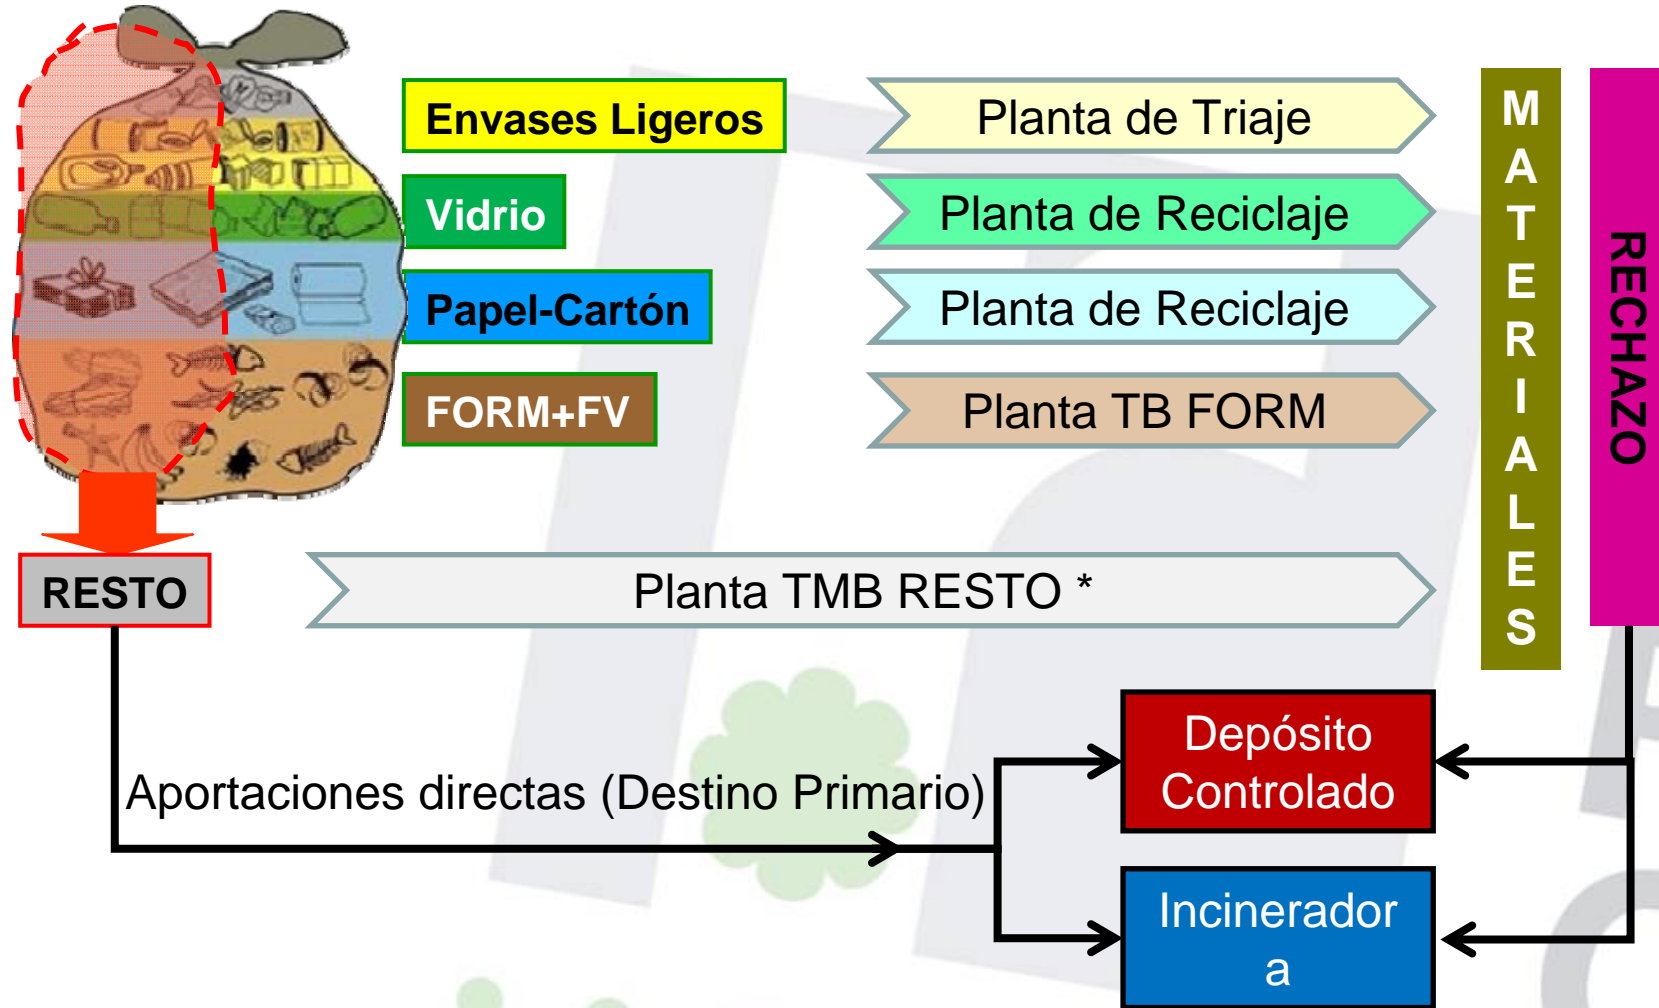 Envases Ligeros
Planta de Triaje
Vidrio
Planta de Reciclaje
Papel-Cartón
Planta de Reciclaje
FORM+FV
Planta TB FORM
RESTO
Planta TMB RESTO *
MATERIALES
RECHAZO
Aportaciones directas (Destino Primario)
Depósito
Controlado
Incinerador
a